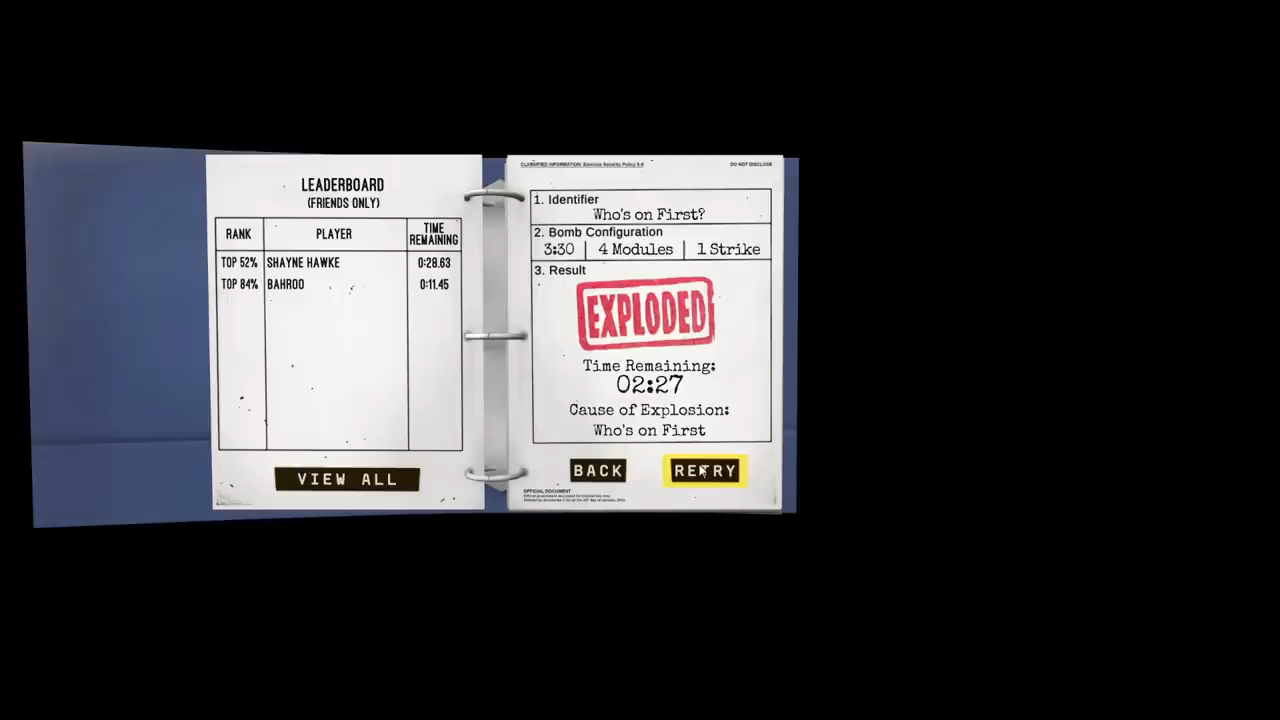 LEADERBOARD
(FRIENDS ONLY)
RANK PLAYER TIME REMAINING
TOP 52% SHAYNE HAWKE 0:28.63
TOP 84% BAHROO 0:11.45
VIEW ALL
CLASSIFIED INFORMATION: DO NOT DISCLOSE
1. Identifier
Who's on First?
2. Bomb Configuration
3:30 4 Modules 1 Strike
3. Result
EXPLODED
Time Remaining:
02:27
Cause of Explosion:
Who's on First
BACK RETRY
OFFICIAL DOCUMENT